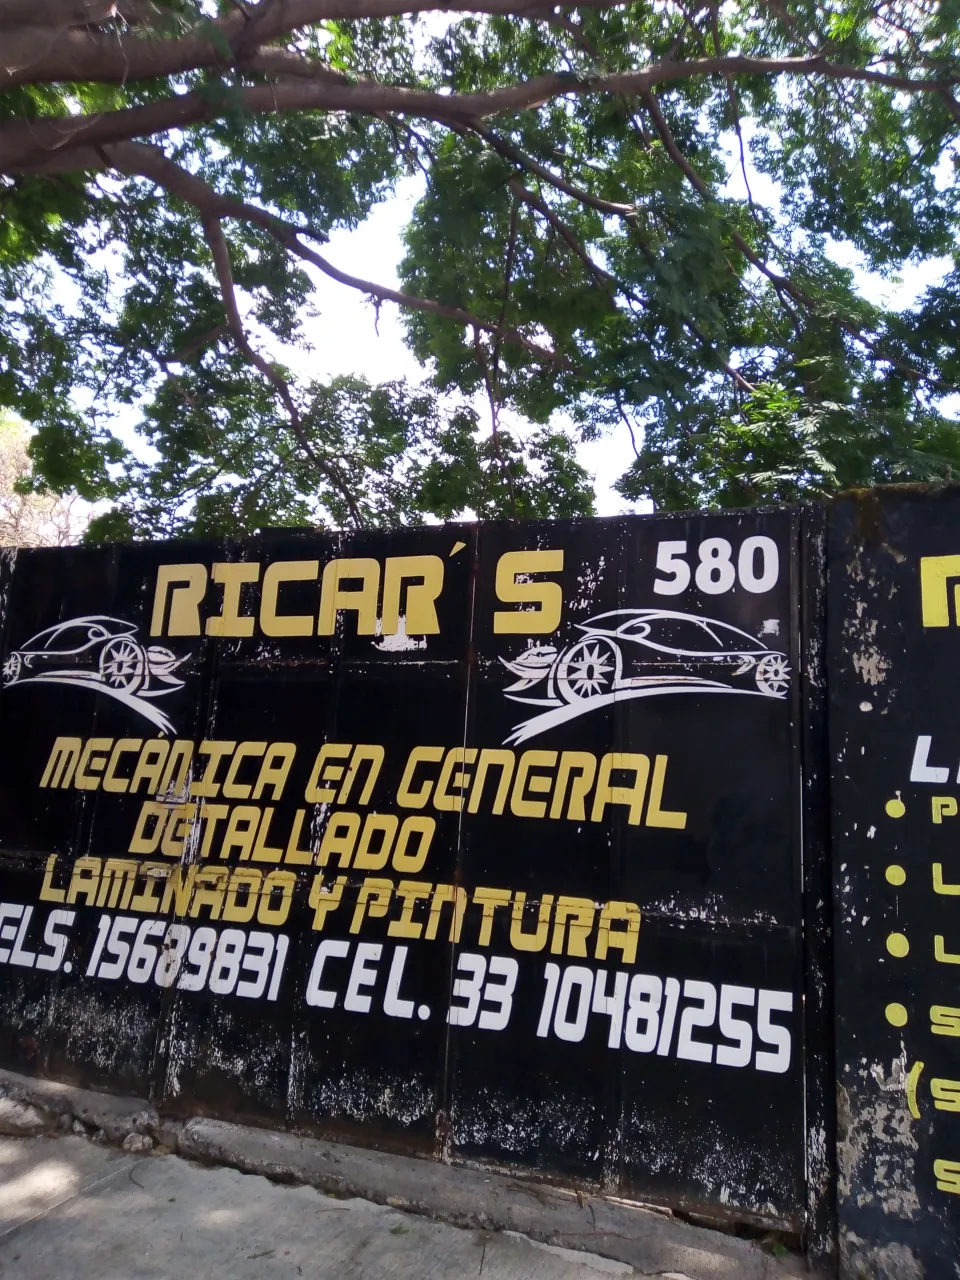 RICAR´S
580
MECÁNICA EN GENERAL
DETALLADO
LAMINADO Y PINTURA
ELS. 15689831 CEL. 33 10481255